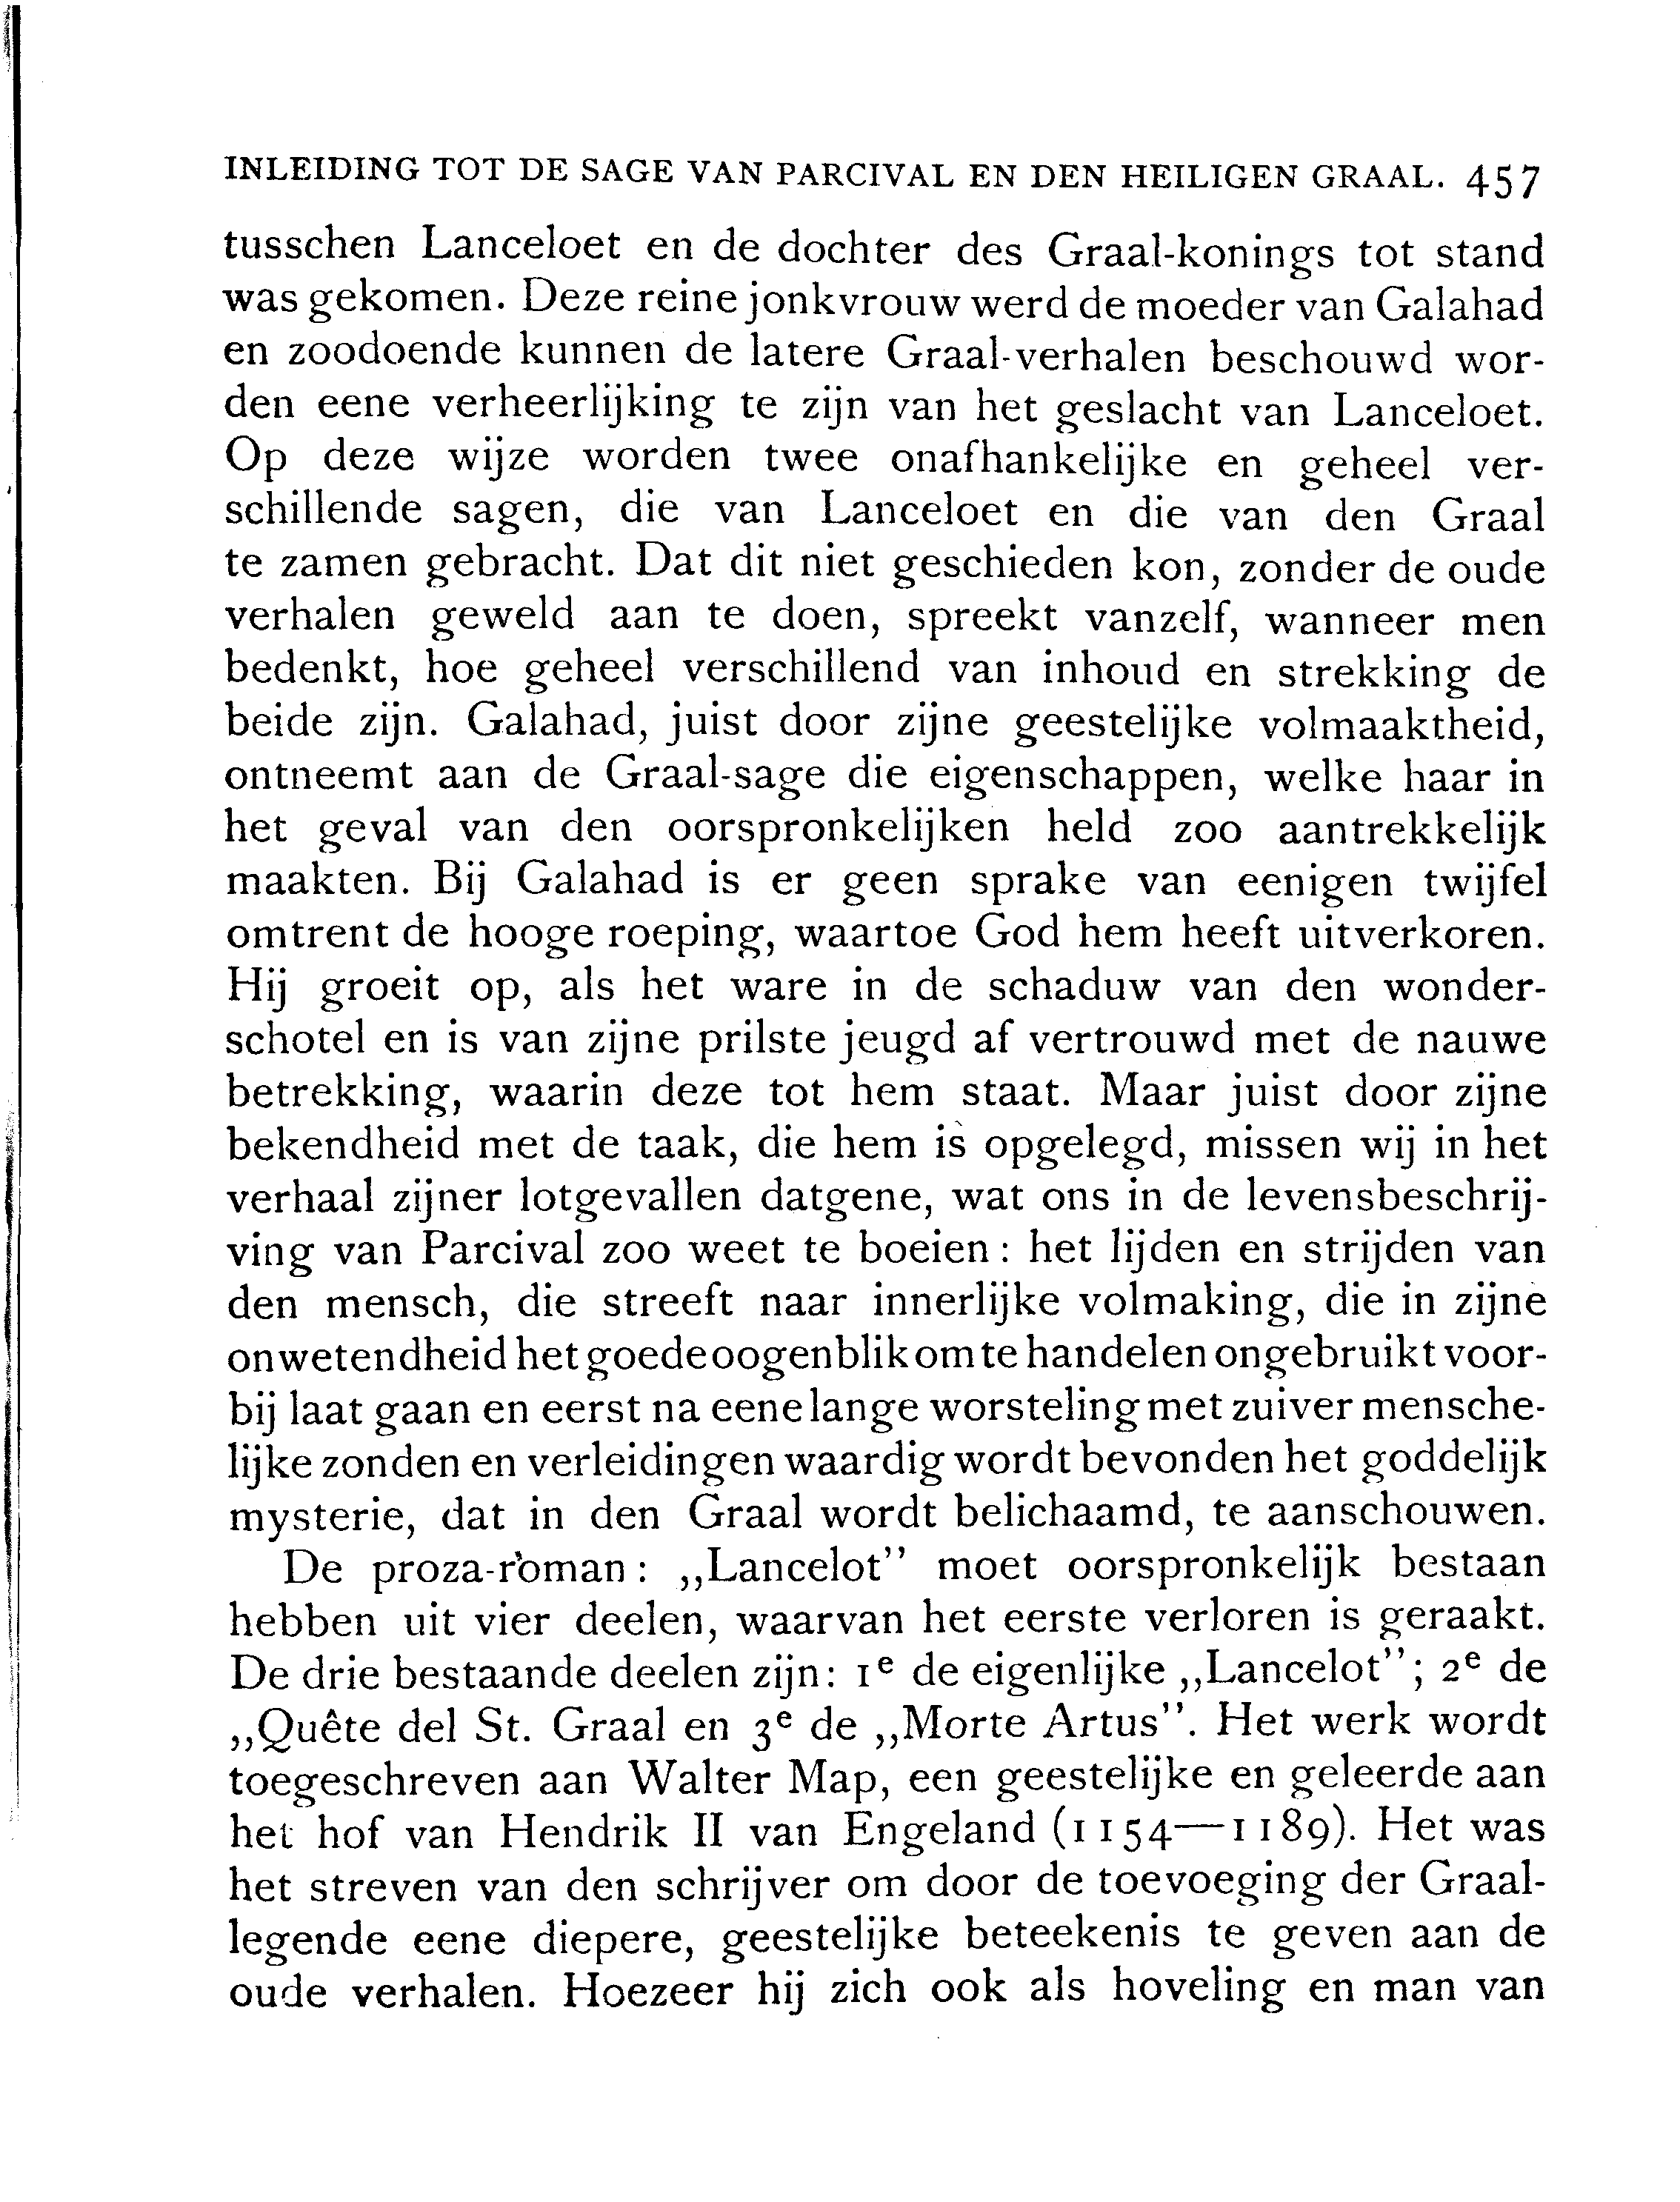 INLEIDING TOT DE SAGE VAN PARCIVAL EN DEN HEILIGEN GRAAL. 457
tusschen Lanceloet en de dochter des Graal-konings tot stand
was gekomen. Deze reine jonkvrouw werd de moeder van Galahad
en zoodoende kunnen de latere Graal-verhalen beschouwd wor-
den eene verheerlijking te zijn van het geslacht van Lanceloet.
Op deze wijze worden twee onafhankelijke en geheel ver-
schillende sagen, die van Lanceloet en die van den Graal
te zamen gebracht. Dat dit niet geschieden kon, zonder de oude
verhalen geweld aan te doen, spreekt vanzelf, wanneer men
bedenkt, hoe geheel verschillend van inhoud en strekking de
beide zijn. Galahad, juist door zijne geestelijke volmaaktheid,
ontneemt aan de Graal-sage die eigenschappen, welke haar in
het geval van den oorspronkelijken held zoo aantrekkelijk
maakten. Bij Galahad is er geen sprake van eenigen twijfel
omtrent de hooge roeping, waartoe God hem heeft uitverkoren.
Hij groeit op, als het ware in de schaduw van den wonder-
schotel en is van zijne prilste jeugd af vertrouwd met de nauwe
betrekking, waarin deze tot hem staat. Maar juist door zijne
bekendheid met de taak, die hem is opgelegd, missen wij in het
verhaal zijner lotgevallen datgene, wat ons in de levensbeschrij-
ving van Parcival zoo weet te boeien: het lijden en strijden van
den mensch, die streeft naar innerlijke volmaking, die in zijne
onwetendheid het goede oogenblik om te handelen ongebruikt voor-
bij laat gaan en eerst na eene lange worsteling met zuiver mensche-
lijke zonden en verleidingen waardig wordt bevonden het goddelijk
mysterie, dat in den Graal wordt belichaamd, te aanschouwen.
De proza-roman: ,,Lancelot" moet oorspronkelijk bestaan
hebben uit vier deelen, waarvan het eerste verloren is geraakt.
De drie bestaande deelen zijn: 1e de eigenlijke ,,Lancelot"; 2e de
,,Quête del St. Graal en 3e de ,,Morte Artus". Het werk wordt
toegeschreven aan Walter Map, een geestelijke en geleerde aan
het hof van Hendrik II van Engeland (1154—1189). Het was
het streven van den schrijver om door de toevoeging der Graal-
legende eene diepere, geestelijke beteekenis te geven aan de
oude verhalen. Hoezeer hij zich ook als hoveling en man van